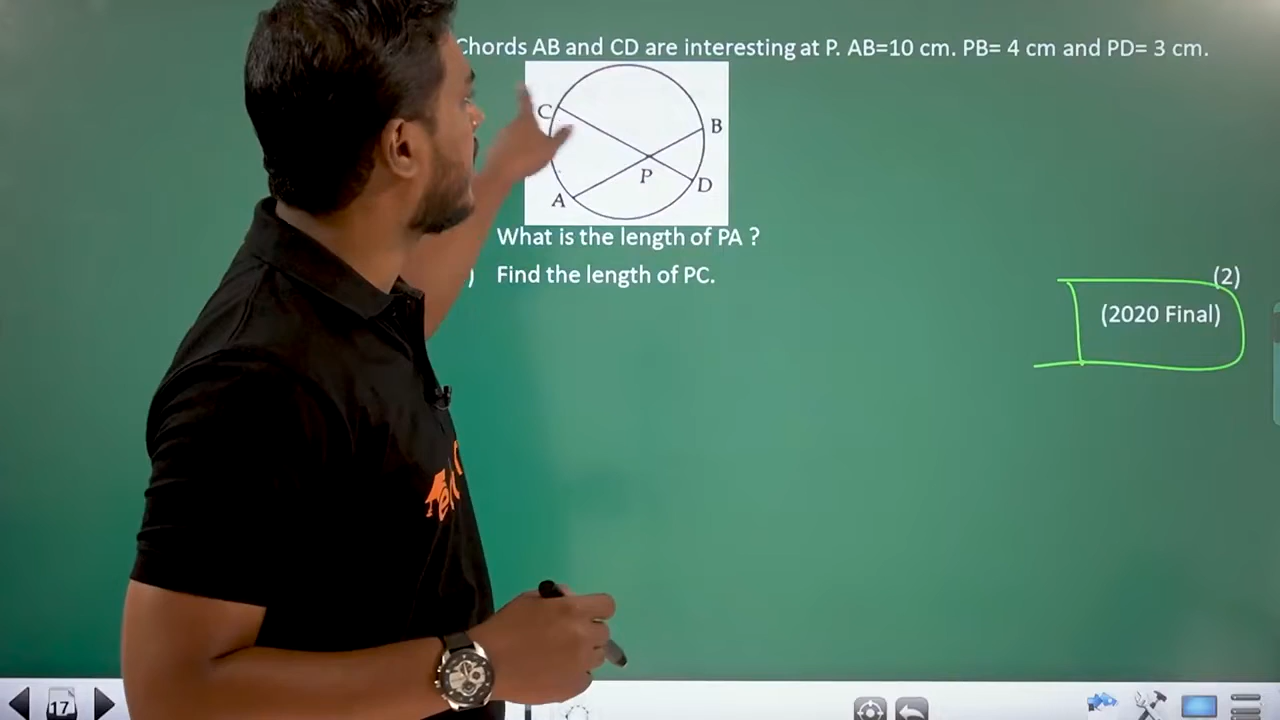 Chords AB and CD are interesting at P. AB=10 cm. PB= 4 cm and PD= 3 cm.
C
B
P
D
A
What is the length of PA ?
) Find the length of PC.
(2)
(2020 Final)
17